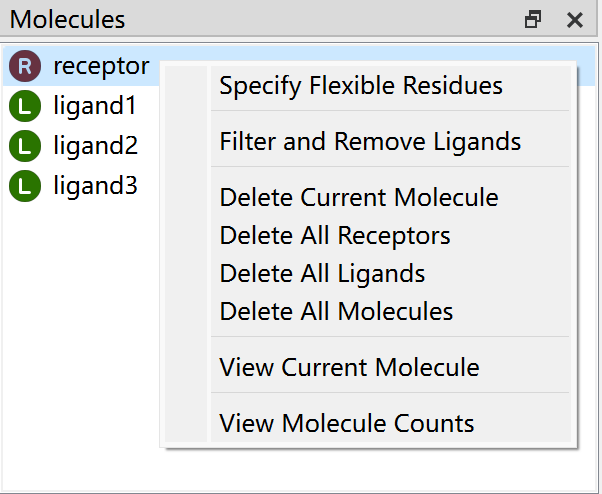 Molecules
R receptor
L ligand1
L ligand2
L ligand3
Specify Flexible Residues
Filter and Remove Ligands
Delete Current Molecule
Delete All Receptors
Delete All Ligands
Delete All Molecules
View Current Molecule
View Molecule Counts